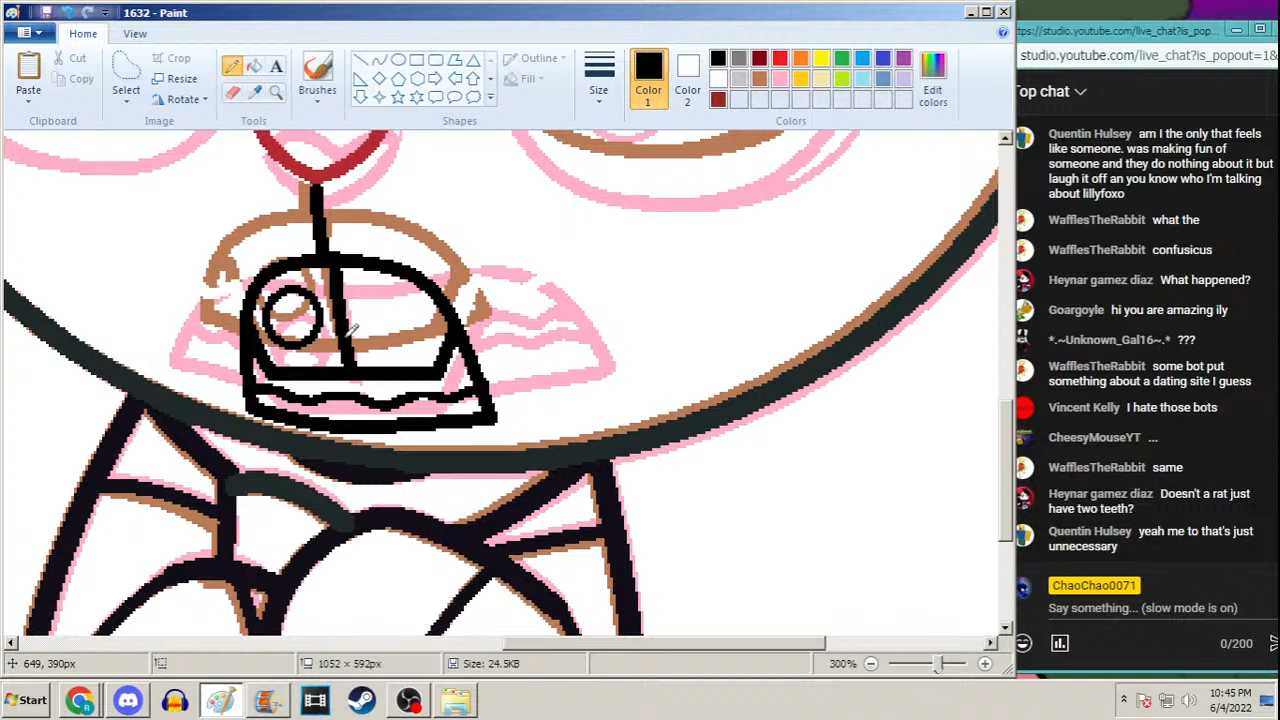 1632 - Paint
Home
View
Paste
Cut
Copy
Clipboard
Select
Crop
Resize
Rotate
Image
A
Tools
Brushes
Shapes
Outline
Fill
Size
Color
1
Color
2
Edit
colors
Colors
649, 390px
1052 × 592px
Size: 24.5KB
300%
Start
10:45 PM
6/4/2022
ttps://studio.youtube.com/live_chat?is_pop...
studio.youtube.com/live_chat?is_popout=1&
Top chat
Quentin Hulsey am I the only that feels
like someone. was making fun of
someone and they do nothing about it but
laugh it off an you know who I'm talking
about lillyfoxo
WafflesTheRabbit what the
WafflesTheRabbit confusicus
Heynar gamez diaz What happened?
Goargoyle hi you are amazing ily
*.~Unknown_Gal16~.* ???
WafflesTheRabbit some bot put
something about a dating site I guess
Vincent Kelly I hate those bots
CheesyMouseYT ...
WafflesTheRabbit same
Heynar gamez diaz Doesn't a rat just
have two teeth?
Quentin Hulsey yeah me to that's just
unnecessary
ChaoChao0071
Say something... (slow mode is on)
0/200